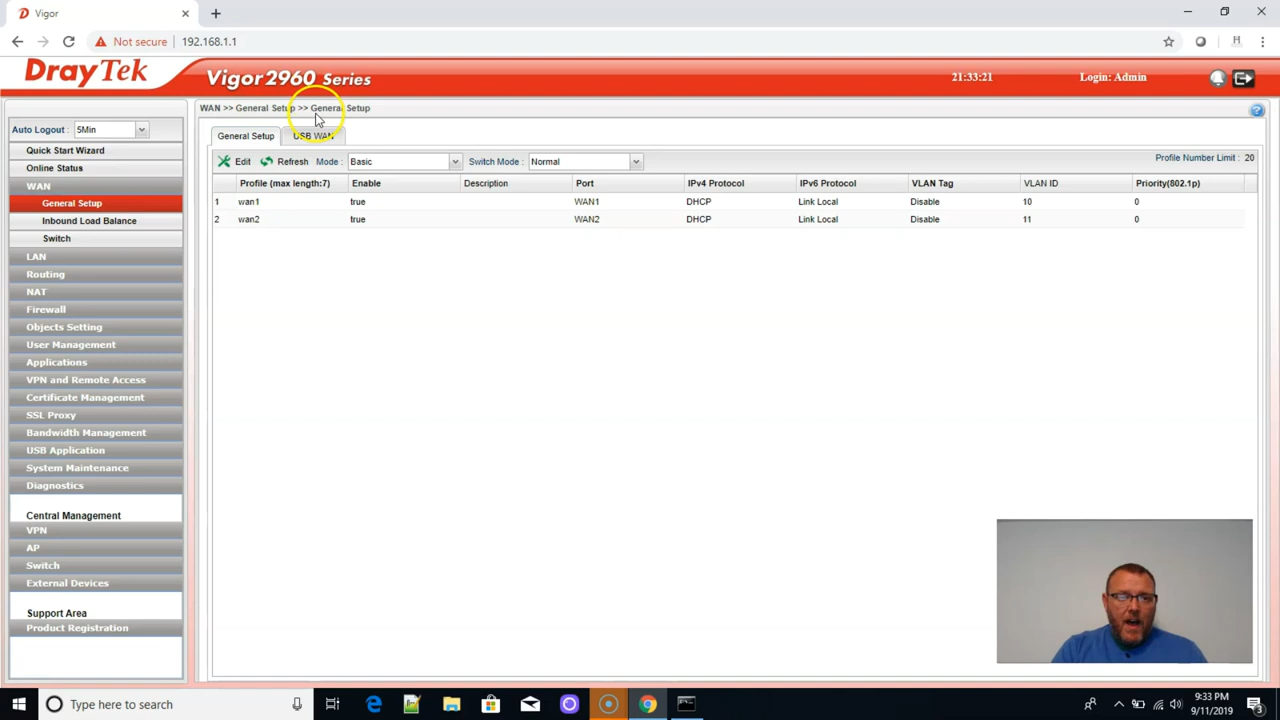 Vigor
Not secure 192.168.1.1
DrayTek Vigor2960 Series 21:33:21 Login: Admin
WAN >> General Setup >> General Setup
Auto Logout : 5Min
Quick Start Wizard
Online Status
WAN
General Setup
Inbound Load Balance
Switch
LAN
Routing
NAT
Firewall
Objects Setting
User Management
Applications
VPN and Remote Access
Certificate Management
SSL Proxy
Bandwidth Management
USB Application
System Maintenance
Diagnostics
Central Management
VPN
AP
Switch
External Devices
Support Area
Product Registration
General Setup USB WAN
Edit Refresh Mode : Basic Switch Mode : Normal Profile Number Limit : 20
Profile (max length:7) Enable Description Port IPv4 Protocol IPv6 Protocol VLAN Tag VLAN ID Priority(802.1p)
1 wan1 true WAN1 DHCP Link Local Disable 10 0
2 wan2 true WAN2 DHCP Link Local Disable 11 0
Type here to search
9:33 PM
9/11/2019
3